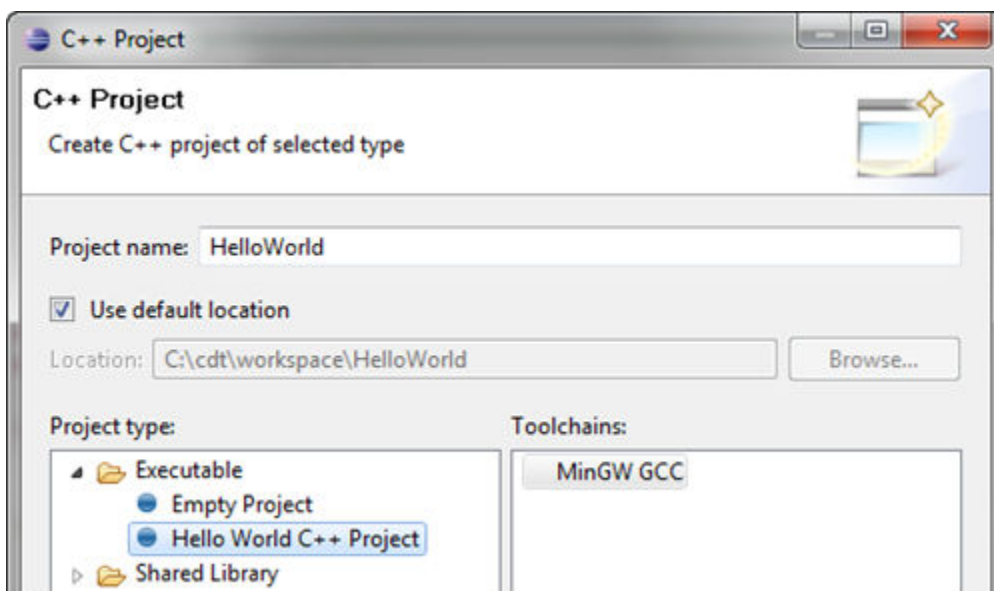 C++ Project
C++ Project
Create C++ project of selected type
Project name: HelloWorld
Use default location
Location: C:\cdt\workspace\HelloWorld Browse...
Project type: Toolchains:
Executable MinGW GCC
Empty Project
Hello World C++ Project
Shared Library